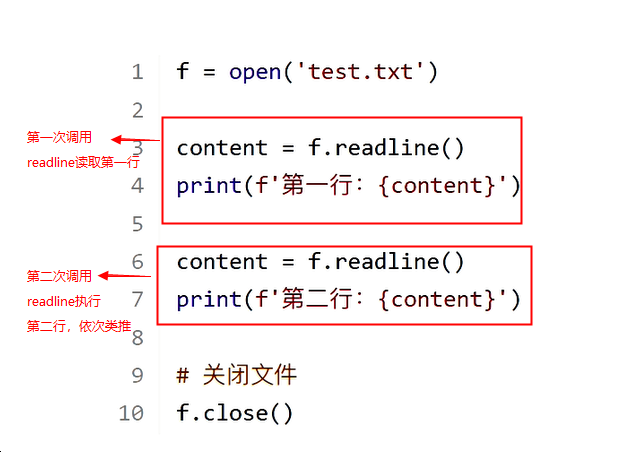 1 f = open('test.txt')
2
第一次调用
readline读取第一行
3 content = f.readline()
4 print(f'第一行：{content}')
5
第二次调用
readline执行
第二行，依次类推
6 content = f.readline()
7 print(f'第二行：{content}')
8
9 # 关闭文件
10 f.close()